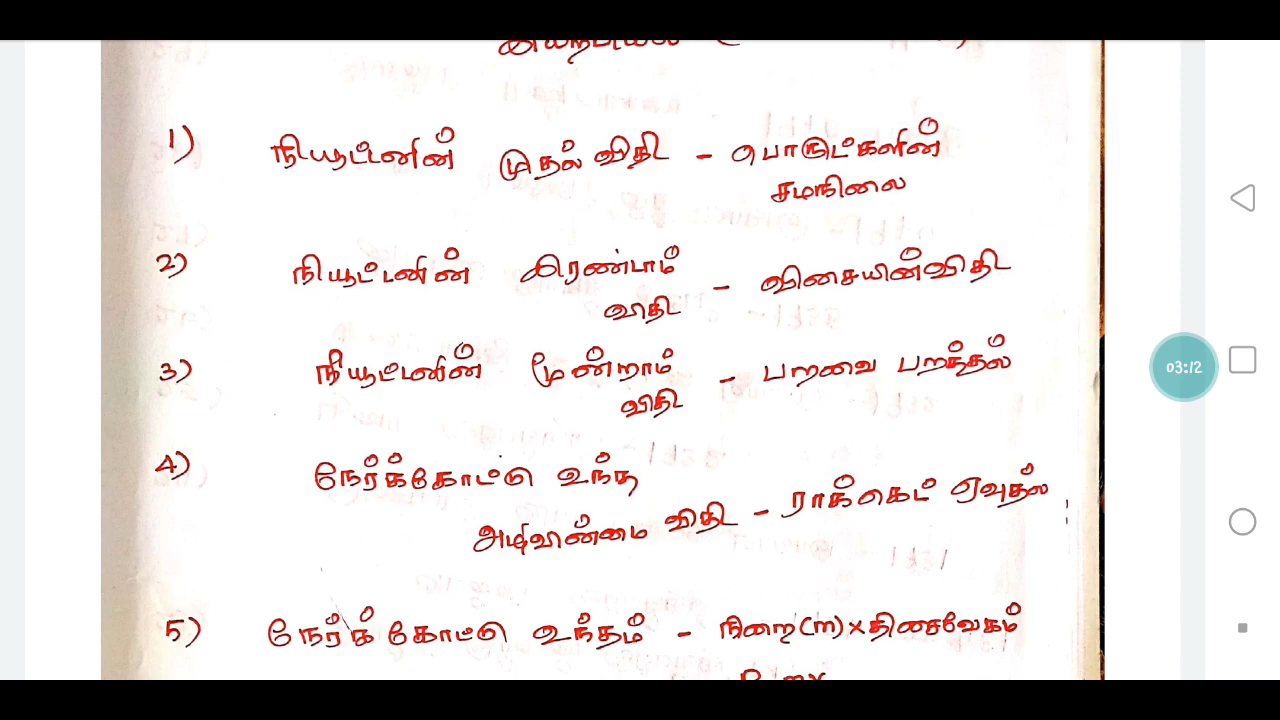 1) நியூட்டனின் முதல் விதி - பொருட்களின்
சமநிலை
2) நியூட்டனின் இரண்டாம் - விசையின்விதி
விதி
3) நியூட்டனின் மூன்றாம் - பறவை பறத்தல்
விதி
03:12
4) நேர்க்கோட்டு உந்த
அழிவண்மை விதி - ராக்கெட் ஏவுதல்
5) நேர்க்கோட்டு உந்தம் - நிறை(m)×திசைவேகம்